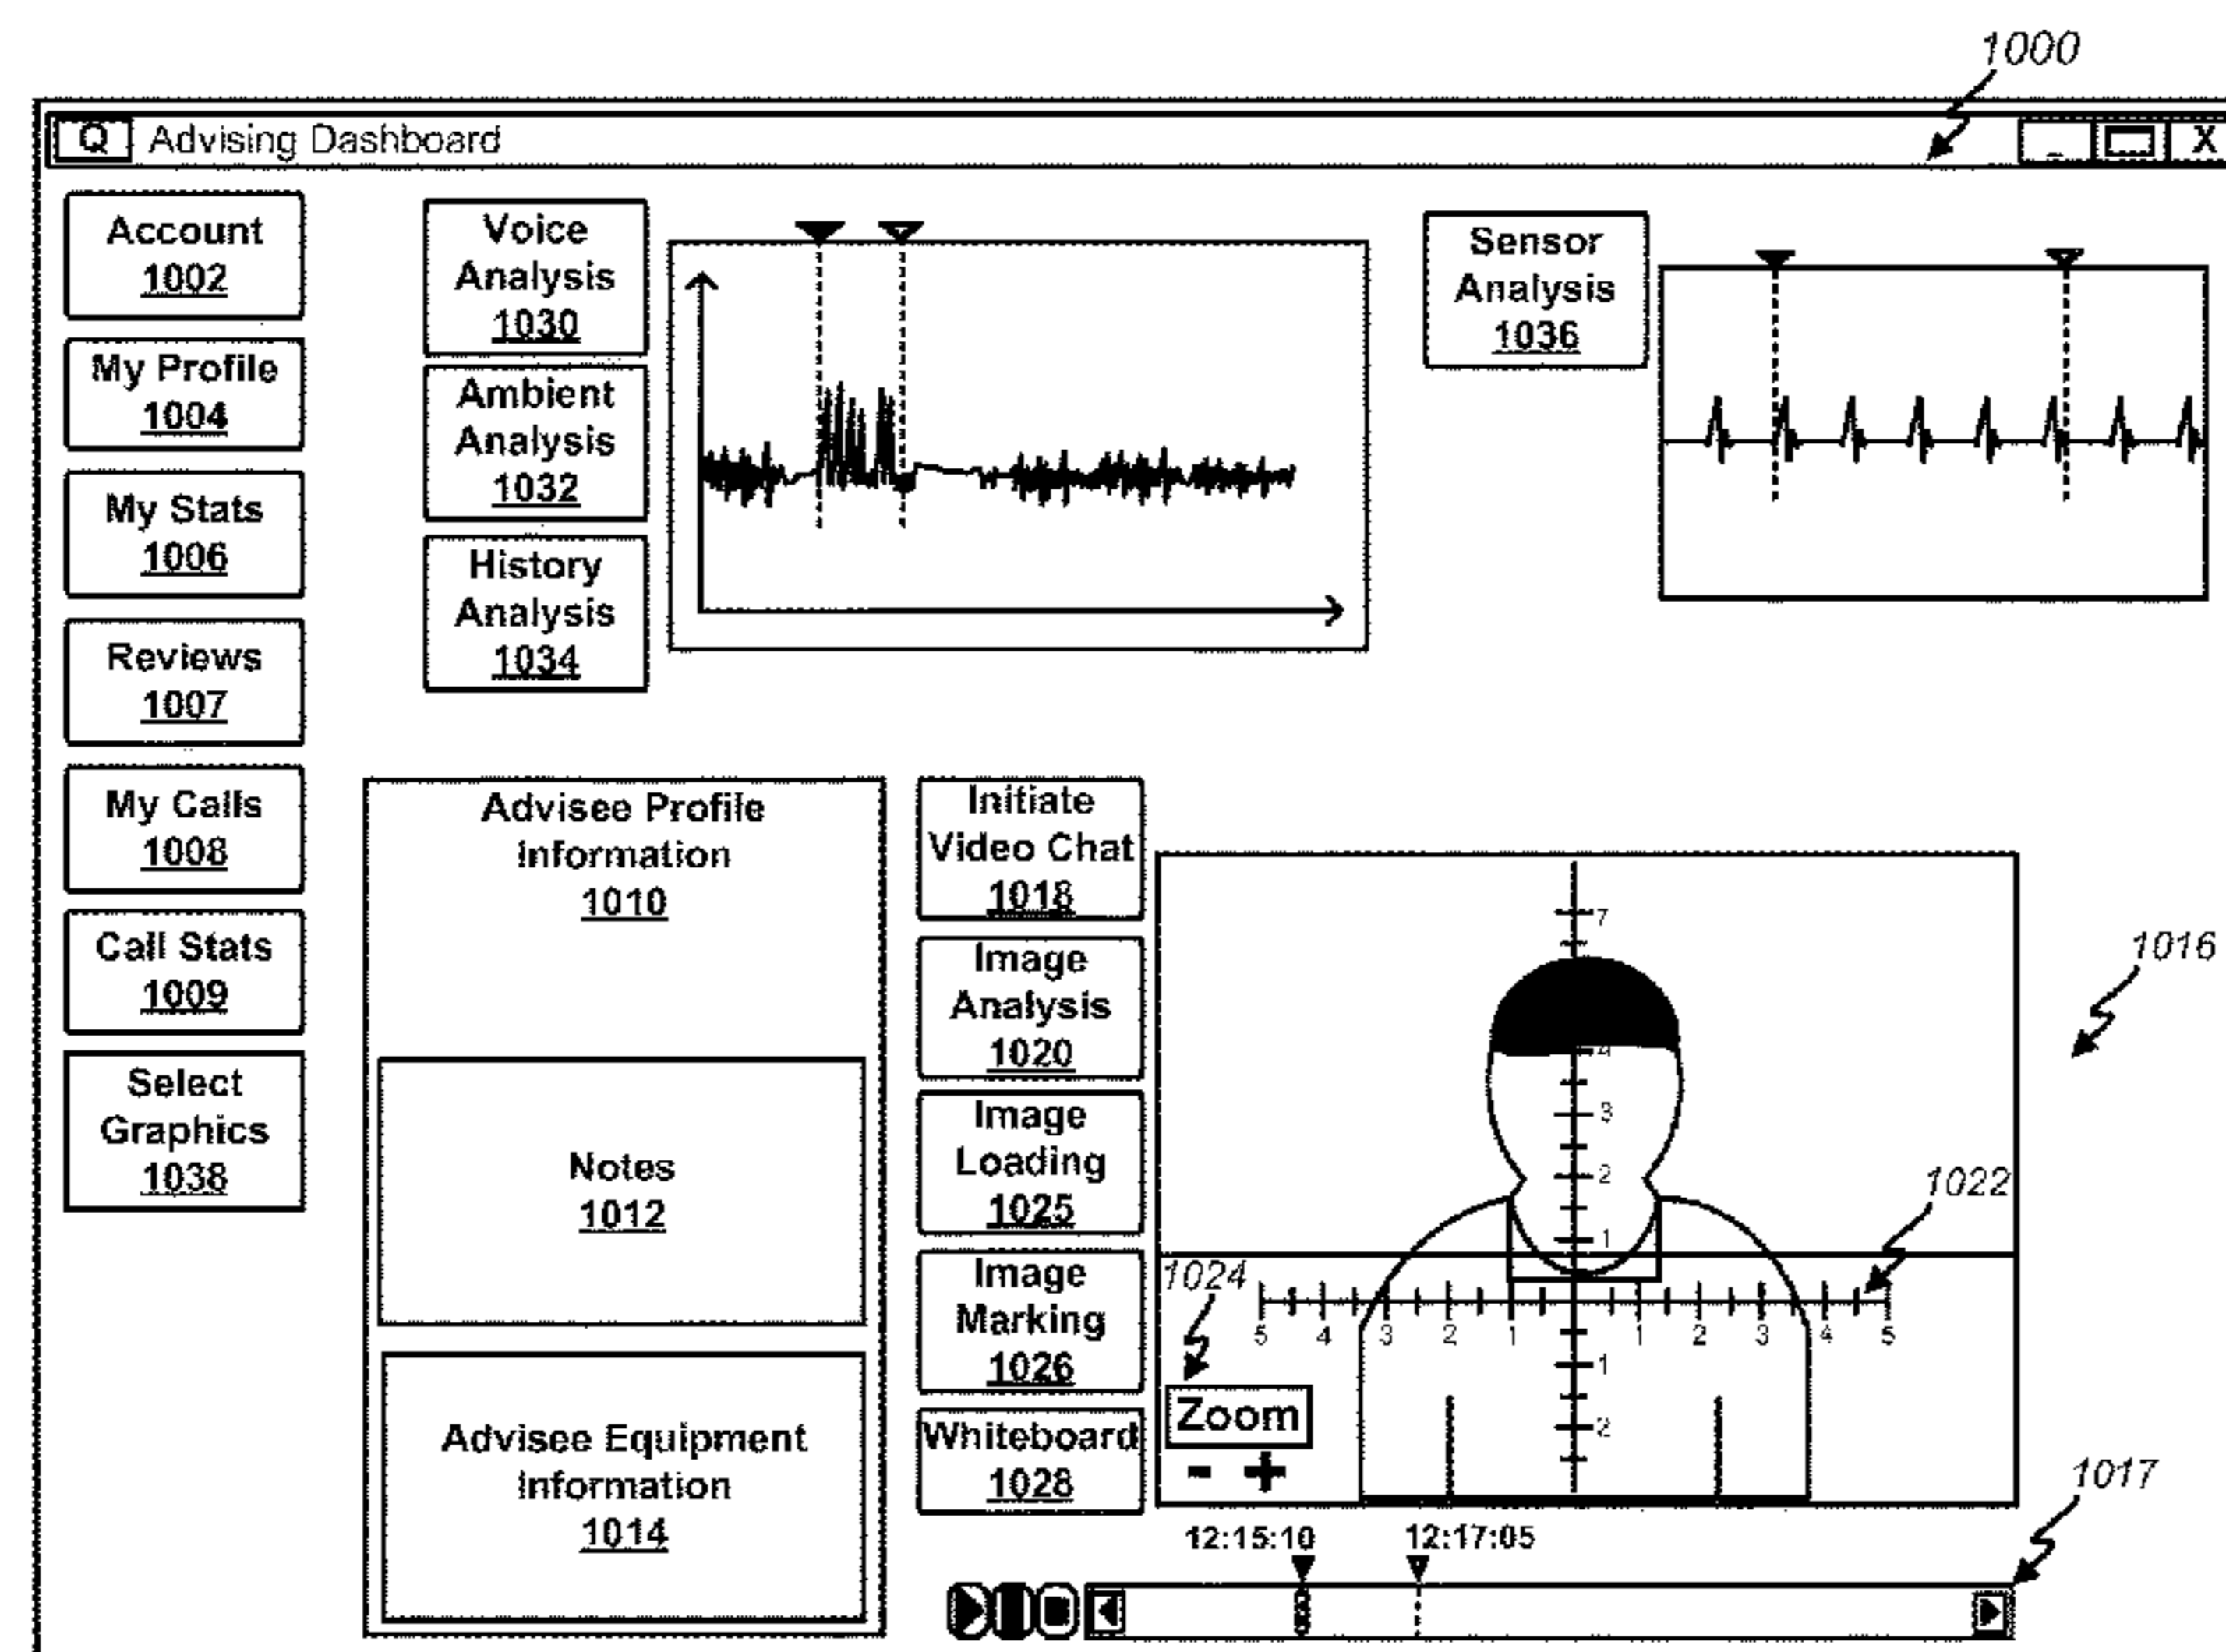 1000
Q Advising Dashboard _ X
Account
1002
My Profile
1004
My Stats
1006
Reviews
1007
My Calls
1008
Call Stats
1009
Select
Graphics
1038
Voice
Analysis
1030
Ambient
Analysis
1032
History
Analysis
1034
Sensor
Analysis
1036
Advisee Profile
Information
1010
Notes
1012
Advisee Equipment
Information
1014
Initiate
Video Chat
1018
Image
Analysis
1020
Image
Loading
1025
Image
Marking
1026
Whiteboard
1028
1016
7
4
3
2
1
1022
1024
5 4 3 2 1 1 2 3 4 5
1
2
Zoom
- +
1017
12:15:10 12:17:05